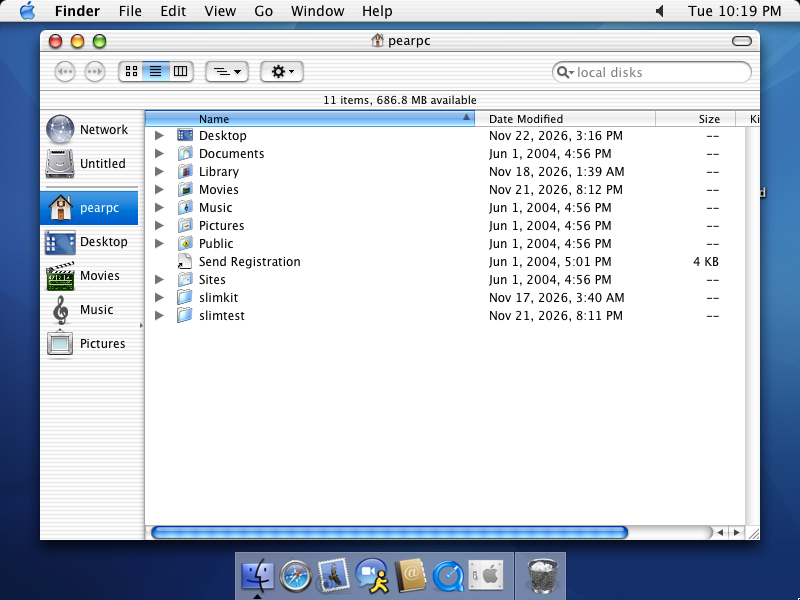 Finder File Edit View Go Window Help Tue 10:19 PM
pearpc
local disks
11 items, 686.8 MB available
Name Date Modified Size Ki
Network
Untitled
pearpc
Desktop
Movies
Music
Pictures
Desktop Nov 22, 2026, 3:16 PM --
Documents Jun 1, 2004, 4:56 PM --
Library Nov 18, 2026, 1:39 AM --
Movies Nov 21, 2026, 8:12 PM --
Music Jun 1, 2004, 4:56 PM --
Pictures Jun 1, 2004, 4:56 PM --
Public Jun 1, 2004, 4:56 PM --
Send Registration Jun 1, 2004, 5:01 PM 4 KB
Sites Jun 1, 2004, 4:56 PM --
slimkit Nov 17, 2026, 3:40 AM --
slimtest Nov 21, 2026, 8:11 PM --
d